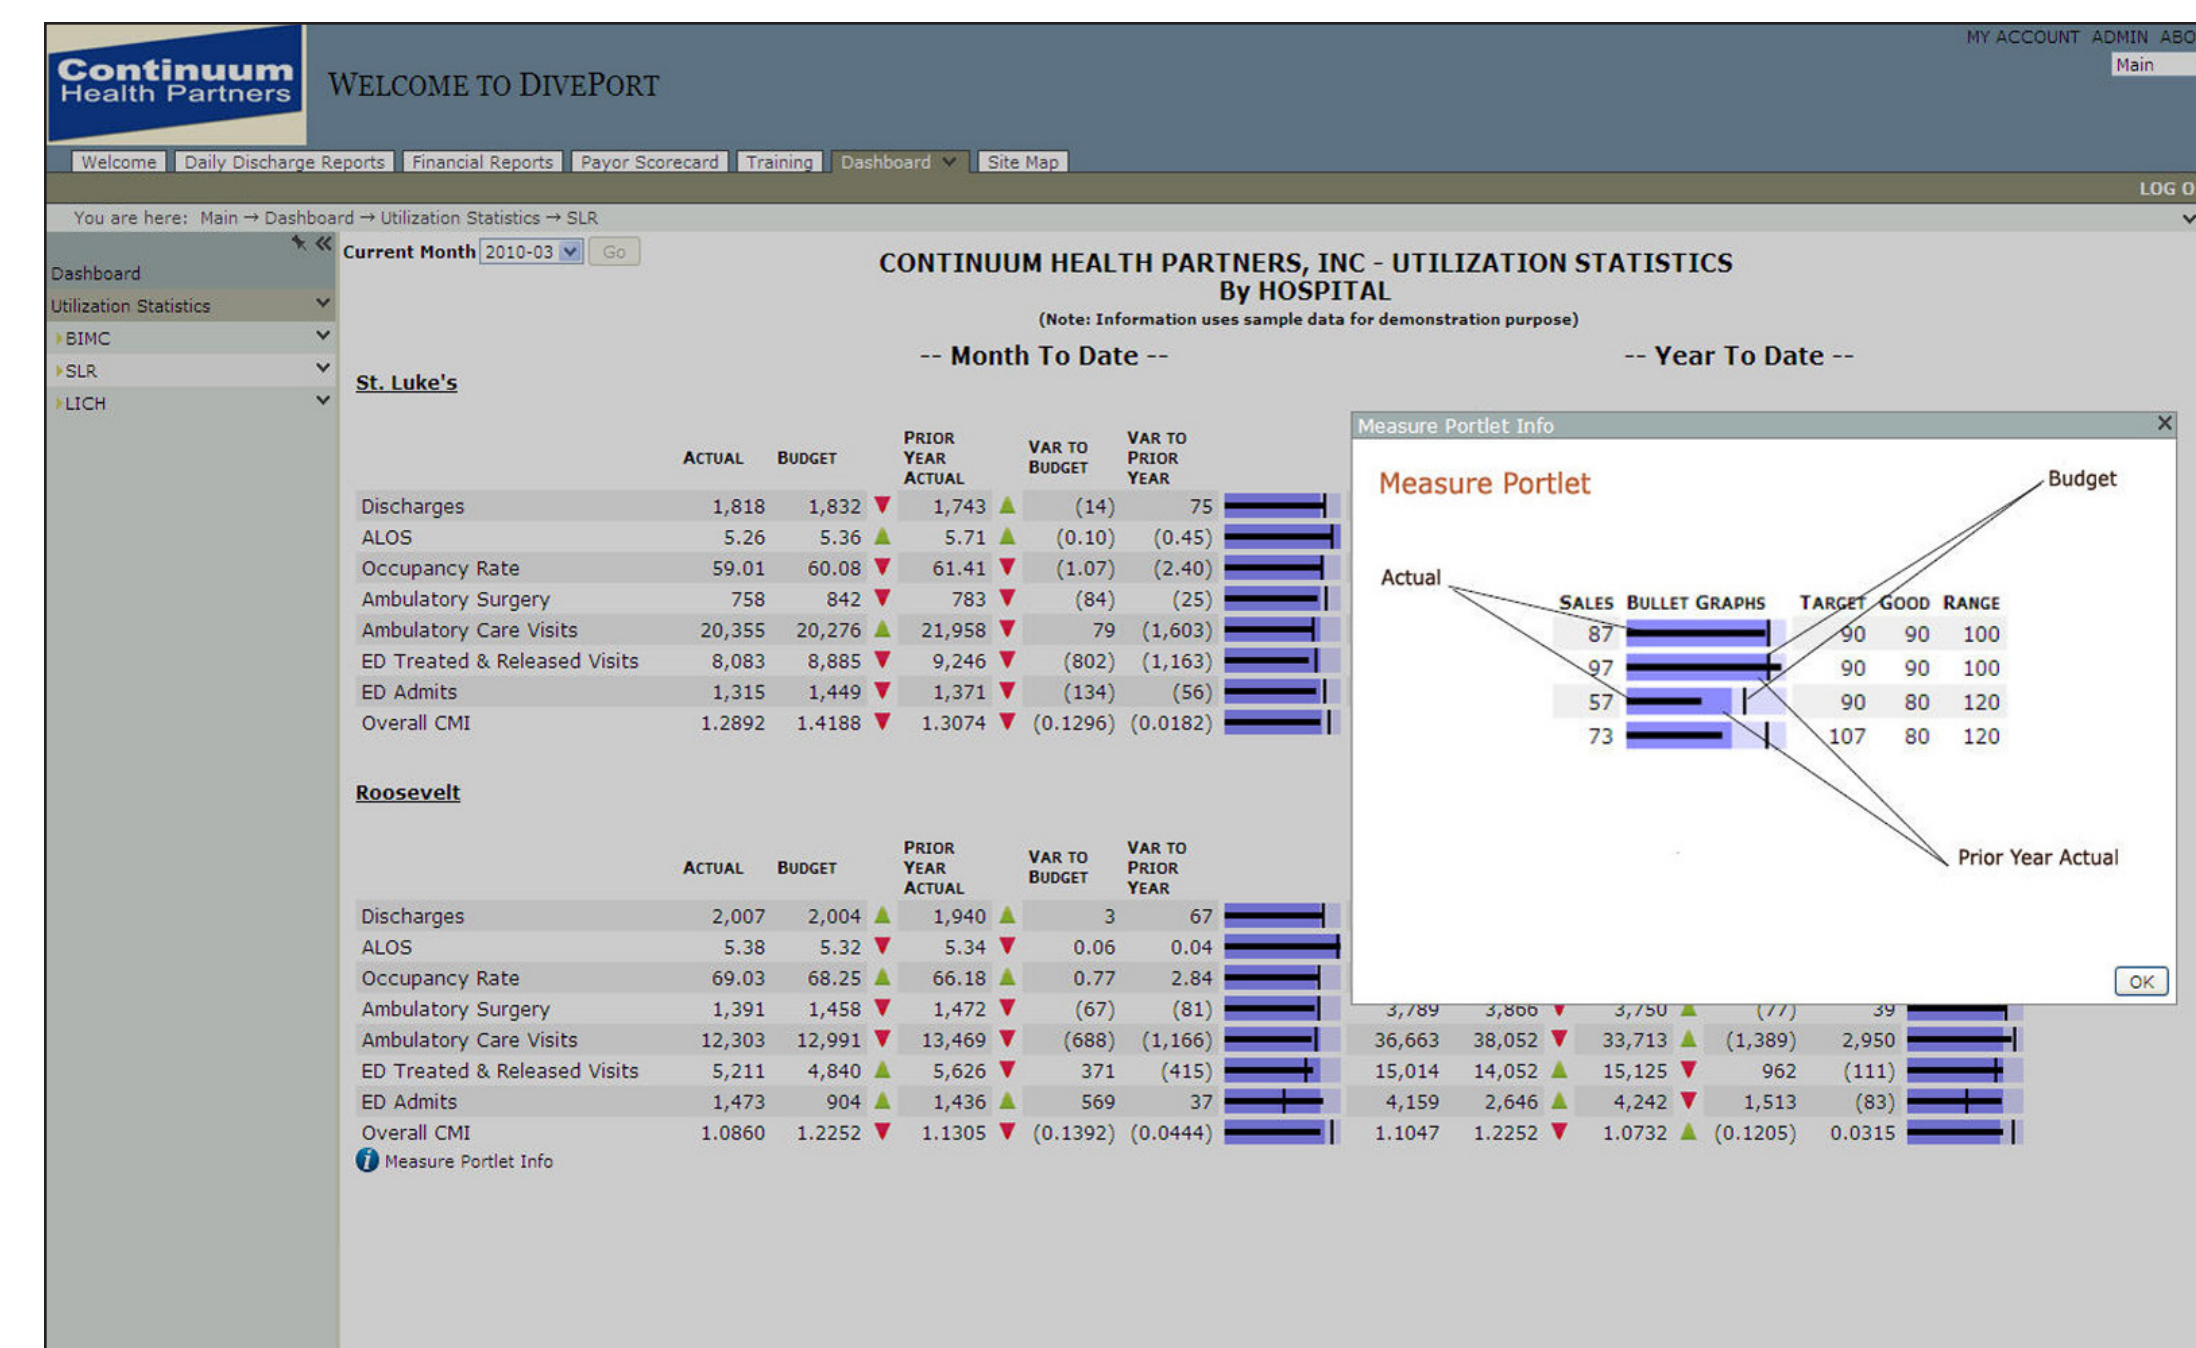 MY ACCOUNT ADMIN ABO
Continuum
Health Partners
WELCOME TO DIVEPORT
Main
Welcome Daily Discharge Reports Financial Reports Payor Scorecard Training Dashboard Site Map
LOG O
You are here: Main → Dashboard → Utilization Statistics → SLR
Current Month 2010-03 Go
Dashboard
Utilization Statistics
BIMC
SLR
LICH
CONTINUUM HEALTH PARTNERS, INC - UTILIZATION STATISTICS
By HOSPITAL
(Note: Information uses sample data for demonstration purpose)
-- Month To Date -- -- Year To Date --
St. Luke's
ACTUAL BUDGET PRIOR YEAR ACTUAL VAR TO BUDGET VAR TO PRIOR YEAR
Discharges 1,818 1,832 ▼ 1,743 ▲ (14) 75
ALOS 5.26 5.36 ▲ 5.71 ▲ (0.10) (0.45)
Occupancy Rate 59.01 60.08 ▼ 61.41 ▼ (1.07) (2.40)
Ambulatory Surgery 758 842 ▼ 783 ▼ (84) (25)
Ambulatory Care Visits 20,355 20,276 ▲ 21,958 ▼ 79 (1,603)
ED Treated & Released Visits 8,083 8,885 ▼ 9,246 ▼ (802) (1,163)
ED Admits 1,315 1,449 ▼ 1,371 ▼ (134) (56)
Overall CMI 1.2892 1.4188 ▼ 1.3074 ▼ (0.1296) (0.0182)
Roosevelt
ACTUAL BUDGET PRIOR YEAR ACTUAL VAR TO BUDGET VAR TO PRIOR YEAR
Discharges 2,007 2,004 ▲ 1,940 ▲ 3 67
ALOS 5.38 5.32 ▼ 5.34 ▼ 0.06 0.04
Occupancy Rate 69.03 68.25 ▲ 66.18 ▲ 0.77 2.84
Ambulatory Surgery 1,391 1,458 ▼ 1,472 ▼ (67) (81) 3,789 3,866 ▼ 3,750 ▲ (77) 39
Ambulatory Care Visits 12,303 12,991 ▼ 13,469 ▼ (688) (1,166) 36,663 38,052 ▼ 33,713 ▲ (1,389) 2,950
ED Treated & Released Visits 5,211 4,840 ▲ 5,626 ▼ 371 (415) 15,014 14,052 ▲ 15,125 ▼ 962 (111)
ED Admits 1,473 904 ▲ 1,436 ▲ 569 37 4,159 2,646 ▲ 4,242 ▼ 1,513 (83)
Overall CMI 1.0860 1.2252 ▼ 1.1305 ▼ (0.1392) (0.0444) 1.1047 1.2252 ▼ 1.0732 ▲ (0.1205) 0.0315
Measure Portlet Info
Measure Portlet Info
Measure Portlet
Budget
Actual
SALES BULLET GRAPHS TARGET GOOD RANGE
87 90 90 100
97 90 90 100
57 90 80 120
73 107 80 120
Prior Year Actual
OK